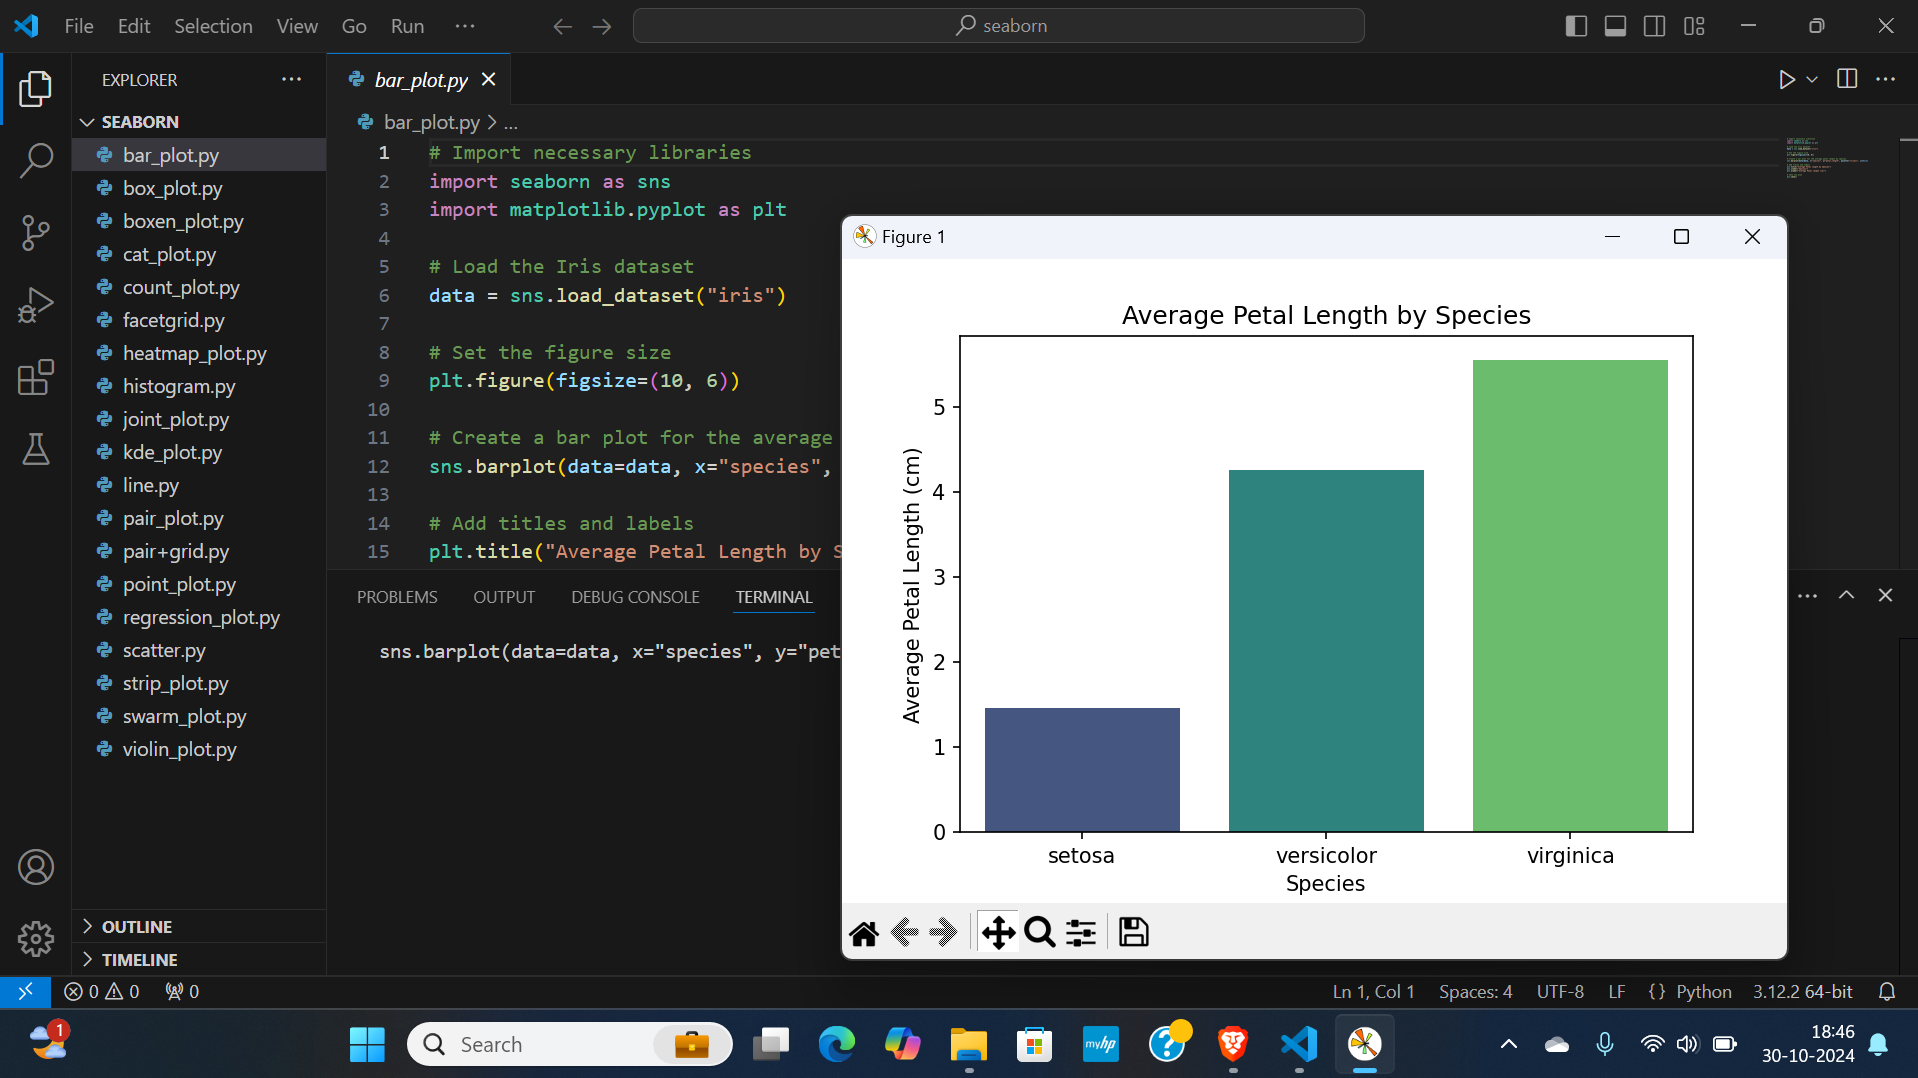 File Edit Selection View Go Run ··· seaborn
EXPLORER ···
SEABORN
bar_plot.py
box_plot.py
boxen_plot.py
cat_plot.py
count_plot.py
facetgrid.py
heatmap_plot.py
histogram.py
joint_plot.py
kde_plot.py
line.py
pair_plot.py
pair+grid.py
point_plot.py
regression_plot.py
scatter.py
strip_plot.py
swarm_plot.py
violin_plot.py
OUTLINE
TIMELINE
bar_plot.py
bar_plot.py > ...
1 # Import necessary libraries
2 import seaborn as sns
3 import matplotlib.pyplot as plt
4
5 # Load the Iris dataset
6 data = sns.load_dataset("iris")
7
8 # Set the figure size
9 plt.figure(figsize=(10, 6))
10
11 # Create a bar plot for the average
12 sns.barplot(data=data, x="species",
13
14 # Add titles and labels
15 plt.title("Average Petal Length by S
PROBLEMS OUTPUT DEBUG CONSOLE TERMINAL
sns.barplot(data=data, x="species", y="pet
Figure 1
Average Petal Length by Species
Average Petal Length (cm)
5
4
3
2
1
0
setosa versicolor virginica
Species
0 0 0 Ln 1, Col 1 Spaces: 4 UTF-8 LF {} Python 3.12.2 64-bit
1 Search myhp 18:46
30-10-2024